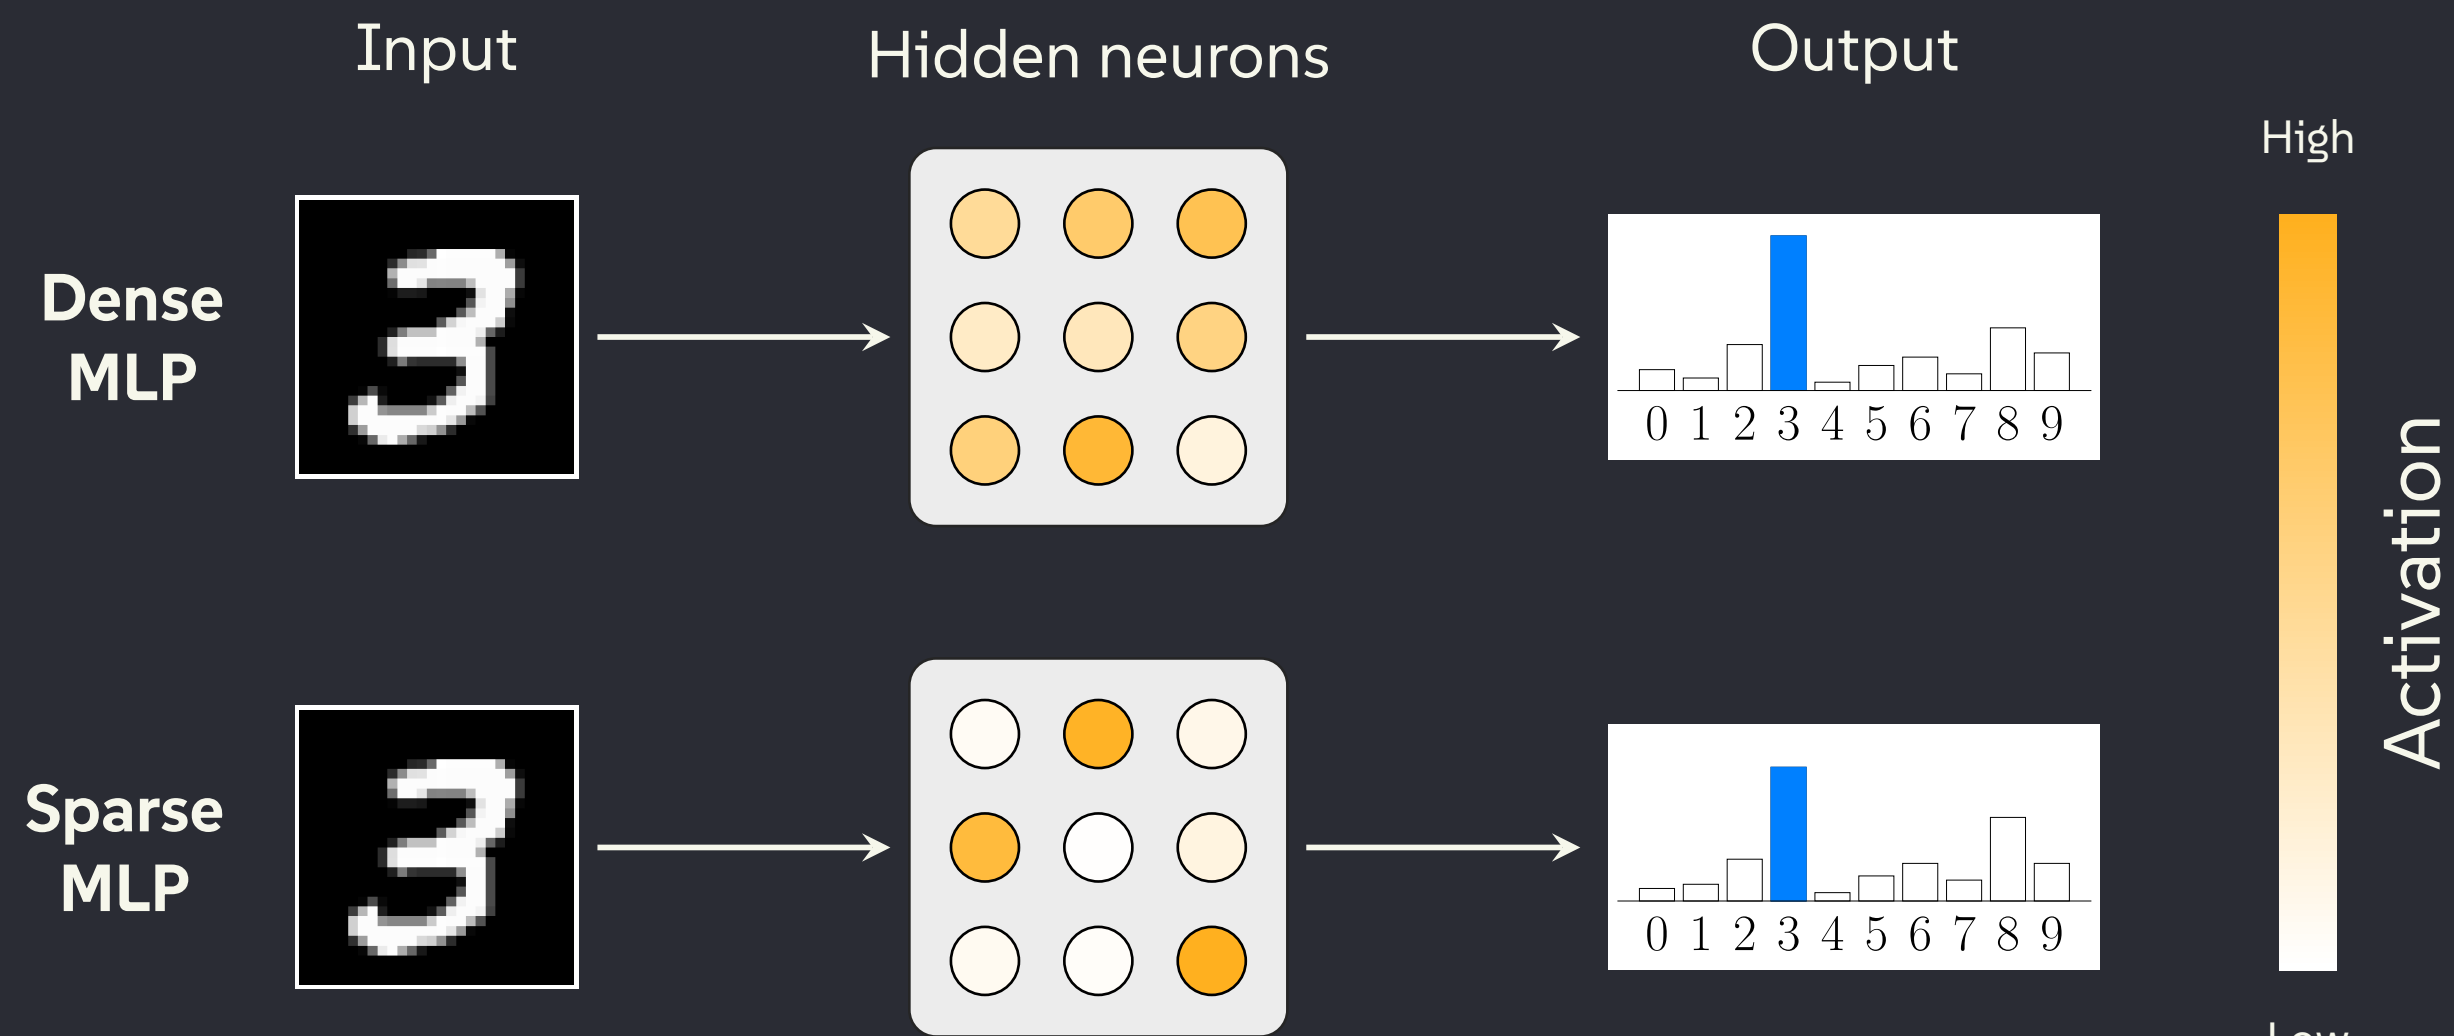 Input
Hidden neurons
Output
High
Dense
MLP
0 1 2 3 4 5 6 7 8 9
Activation
Sparse
MLP
0 1 2 3 4 5 6 7 8 9
Low